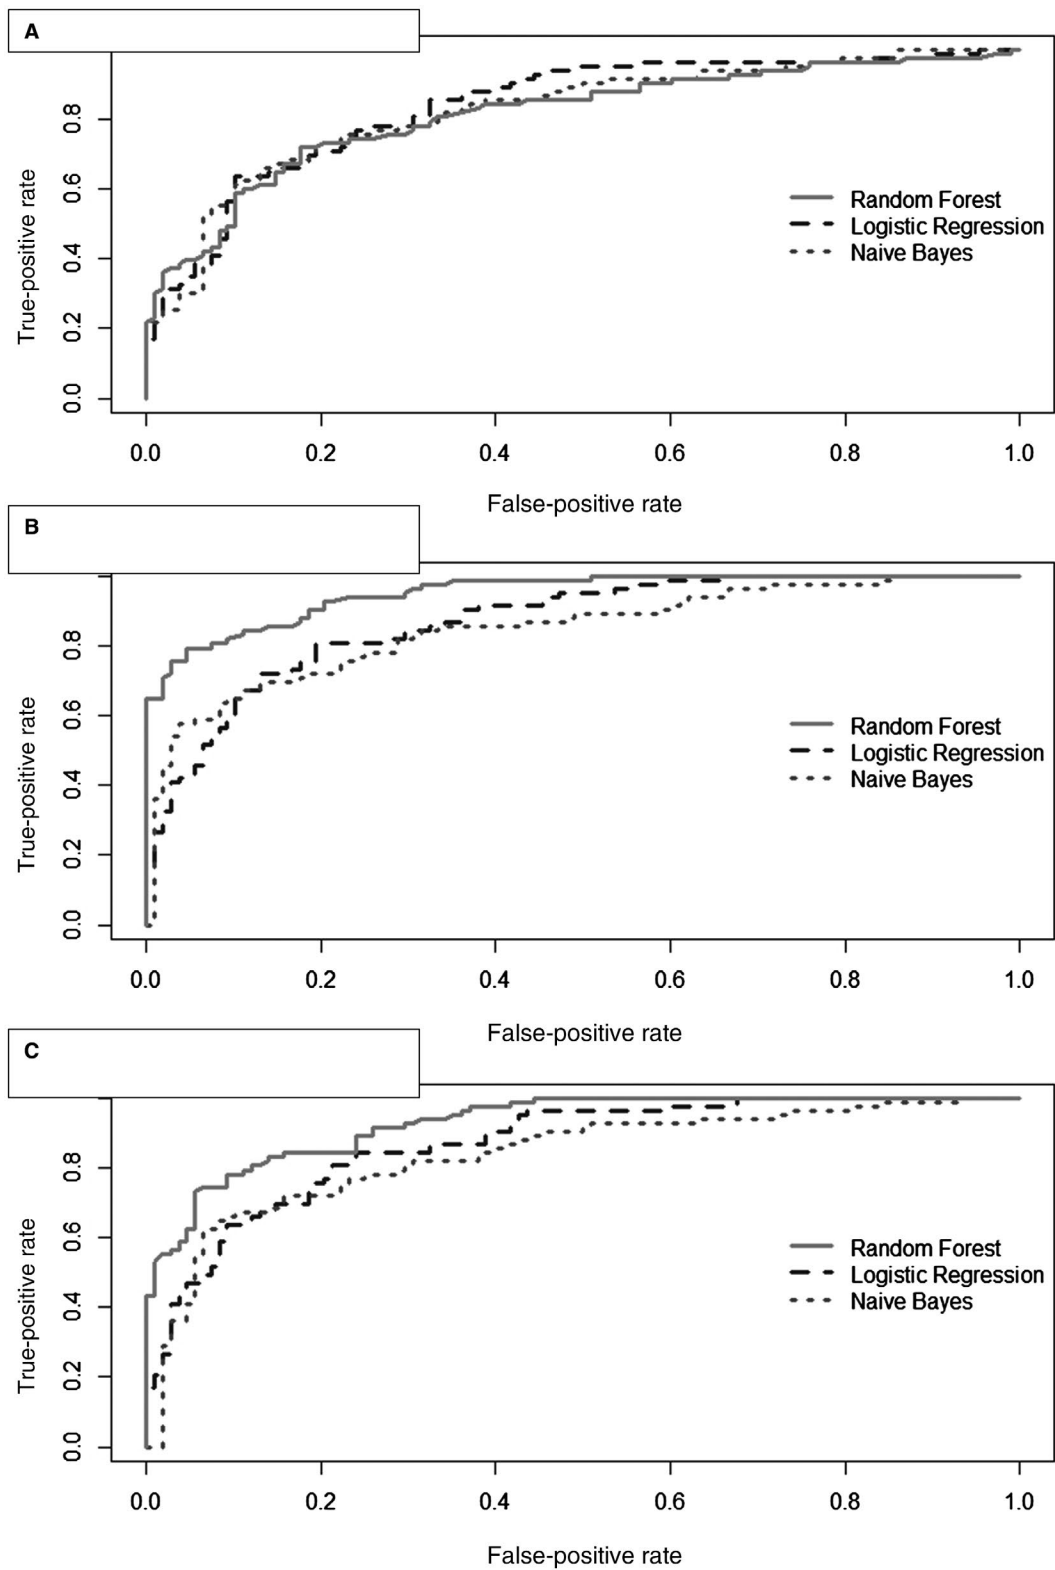 A
True-positive rate
0.8
0.6
0.4
0.2
0.0
Random Forest
Logistic Regression
Naive Bayes
0.0 0.2 0.4 0.6 0.8 1.0
False-positive rate
B
True-positive rate
0.8
0.6
0.4
0.2
0.0
Random Forest
Logistic Regression
Naive Bayes
0.0 0.2 0.4 0.6 0.8 1.0
False-positive rate
C
True-positive rate
0.8
0.6
0.4
0.2
0.0
Random Forest
Logistic Regression
Naive Bayes
0.0 0.2 0.4 0.6 0.8 1.0
False-positive rate